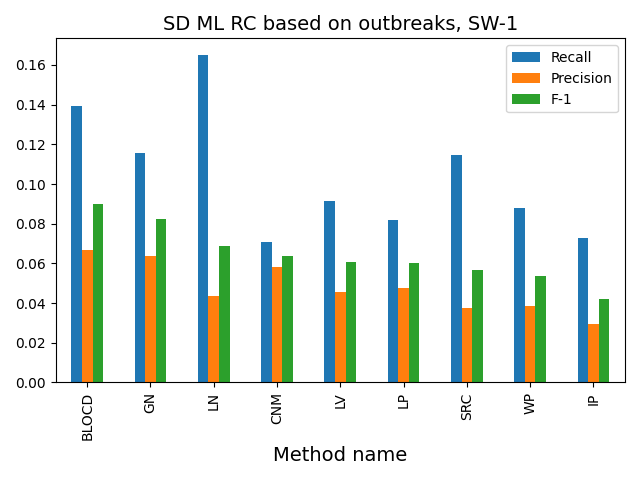 SD ML RC based on outbreaks, SW-1
Recall
Precision
F-1
0.16
0.14
0.12
0.10
0.08
0.06
0.04
0.02
0.00
BLOCD
GN
LN
CNM
LV
LP
SRC
WP
IP
Method name